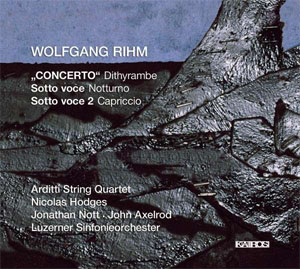 WOLFGANG RIHM
„CONCERTO“ Dithyrambe
Sotto voce Notturno
Sotto voce 2 Capriccio
Arditti String Quartet
Nicolas Hodges
Jonathan Nott · John Axelrod
Luzerner Sinfonieorchester
KAIROS